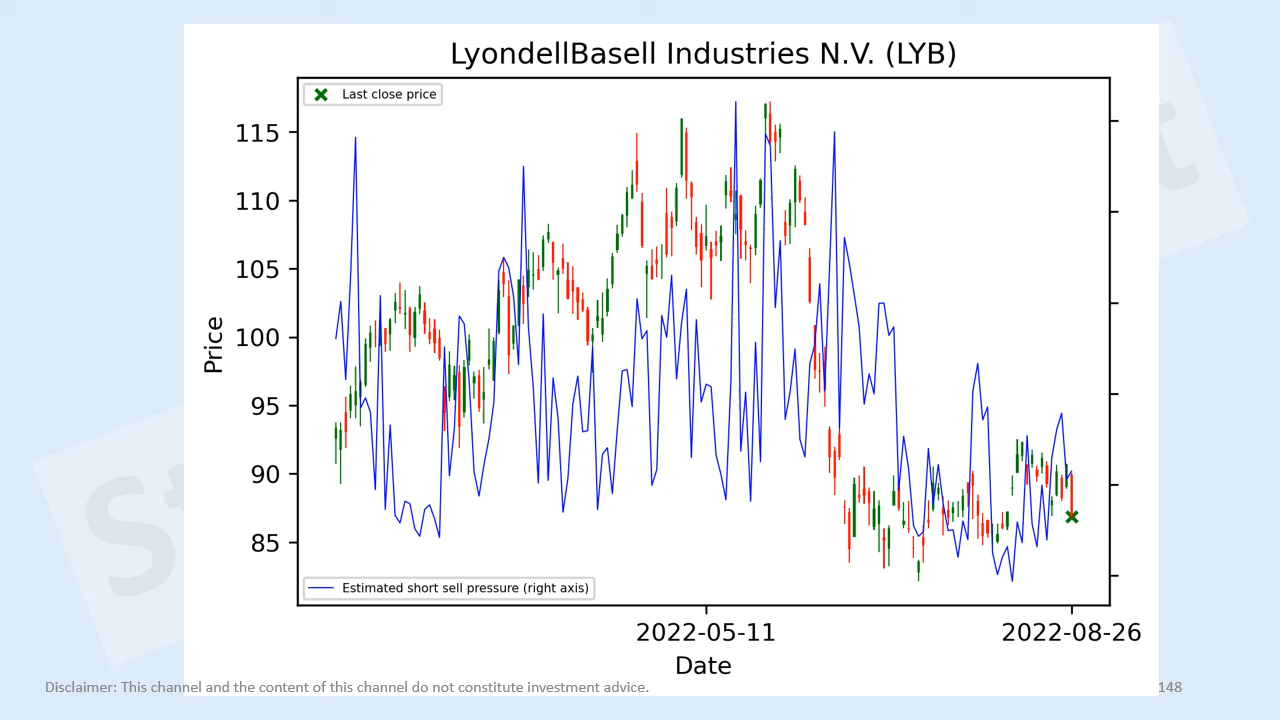 LyondellBasell Industries N.V. (LYB)
Last close price
115
110
105
100
95
90
85
Price
Estimated short sell pressure (right axis)
2022-05-11
2022-08-26
Date
Disclaimer: This channel and the content of this channel do not constitute investment advice.
148